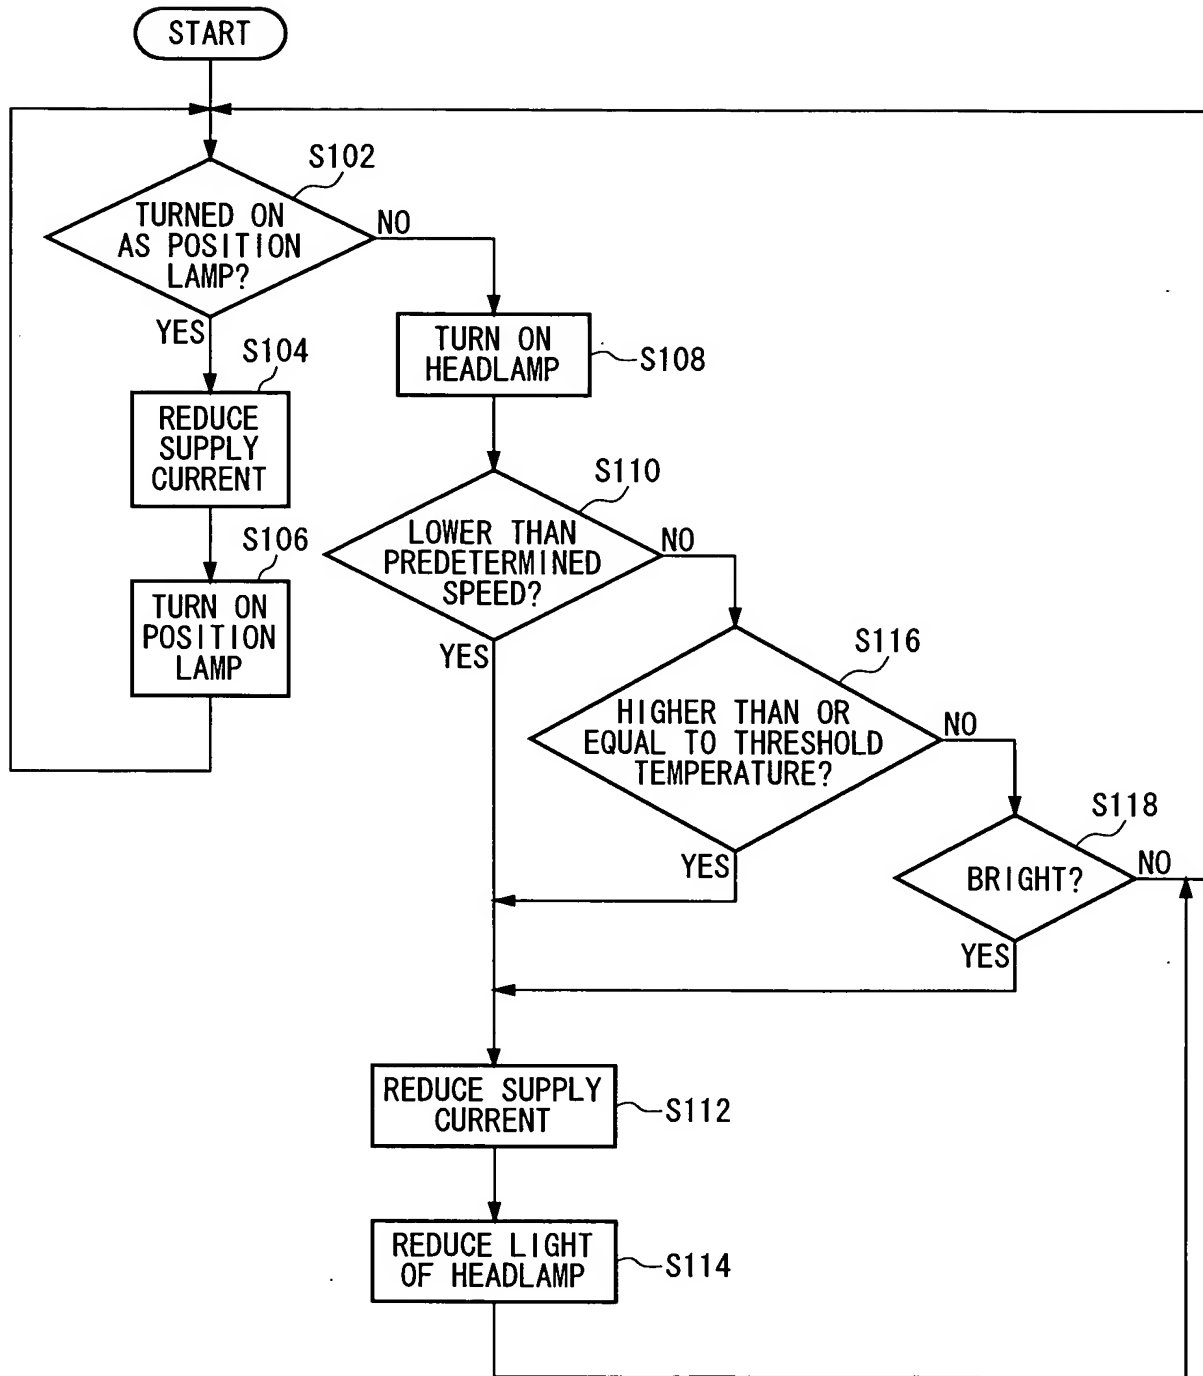 START
S102
TURNED ON
AS POSITION
LAMP?
NO
YES
S104
REDUCE
SUPPLY
CURRENT
S106
TURN ON
POSITION
LAMP
TURN ON
HEADLAMP
S108
S110
LOWER THAN
PREDETERMINED
SPEED?
NO
YES
S116
HIGHER THAN OR
EQUAL TO THRESHOLD
TEMPERATURE?
NO
YES
S118
BRIGHT?
NO
YES
REDUCE SUPPLY
CURRENT
S112
REDUCE LIGHT
OF HEADLAMP
S114